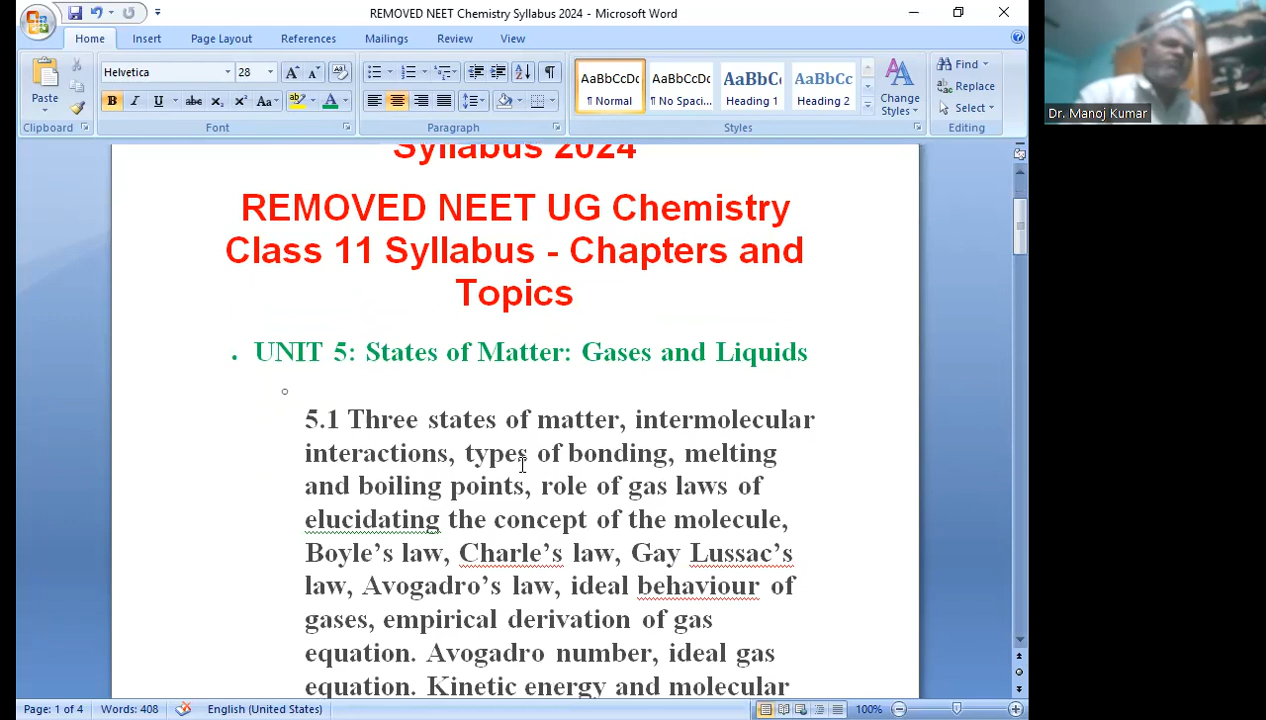 REMOVED NEET Chemistry Syllabus 2024 - Microsoft Word
Home Insert Page Layout References Mailings Review View
Helvetica 28
AaBbCcDc AaBbCcDc AaBbC AaBbCc
¶ Normal ¶ No Spaci... Heading 1 Heading 2
Paste
Change
Styles
Find
Replace
Select
Clipboard Font Paragraph Styles Editing
Dr. Manoj Kumar
Syllabus 2024
REMOVED NEET UG Chemistry
Class 11 Syllabus - Chapters and
Topics
UNIT 5: States of Matter: Gases and Liquids
5.1 Three states of matter, intermolecular
interactions, types of bonding, melting
and boiling points, role of gas laws of
elucidating the concept of the molecule,
Boyle’s law, Charle’s law, Gay Lussac’s
law, Avogadro’s law, ideal behaviour of
gases, empirical derivation of gas
equation. Avogadro number, ideal gas
equation. Kinetic energy and molecular
Page: 1 of 4 Words: 408 English (United States) 100%